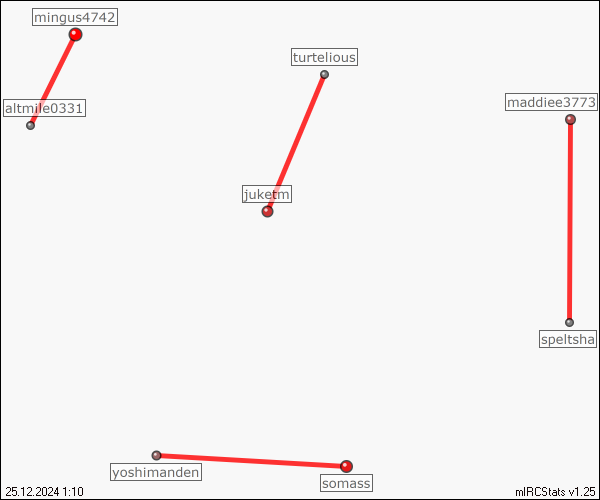 mingus4742
turtelious
altmile0331
maddiee3773
juketm
speltsha
yoshimanden
somass
25.12.2024 1:10
mIRCStats v1.25